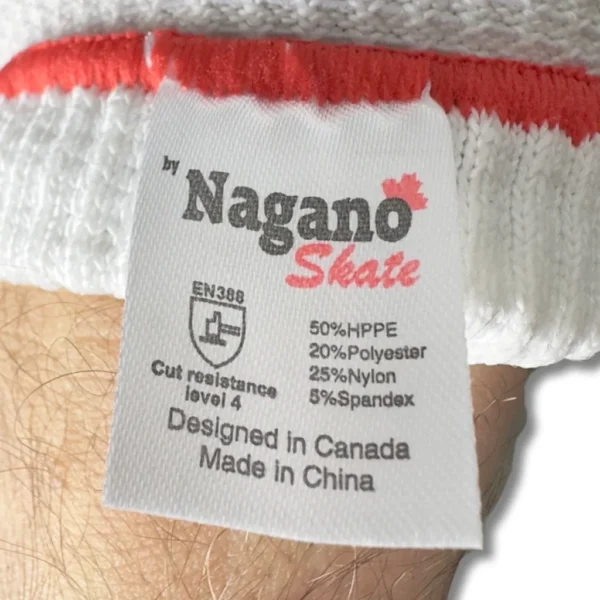 by
Nagano
Skate
EN388
Cut resistance
level 4
50%HPPE
20%Polyester
25%Nylon
5%Spandex
Designed in Canada
Made in China